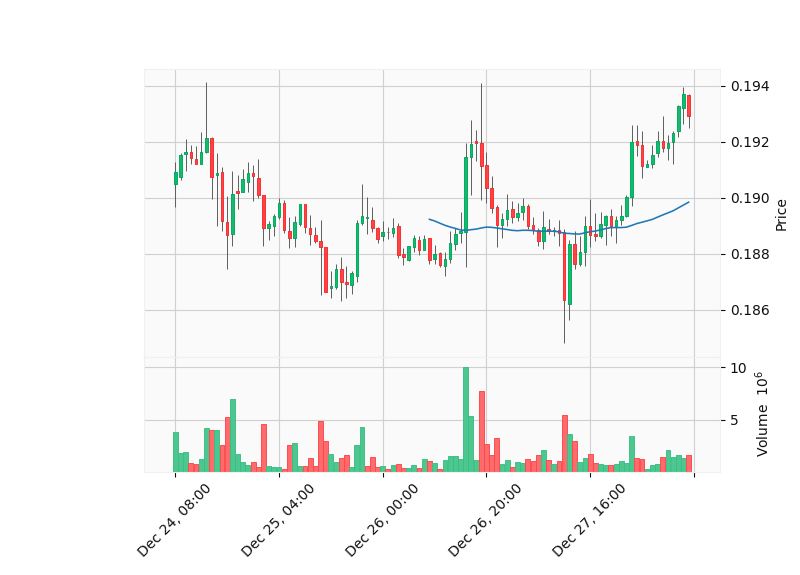 0.194
0.192
0.190
0.188
0.186
Price
10
5
Volume 10^6
Dec 24, 08:00
Dec 25, 04:00
Dec 26, 00:00
Dec 26, 20:00
Dec 27, 16:00